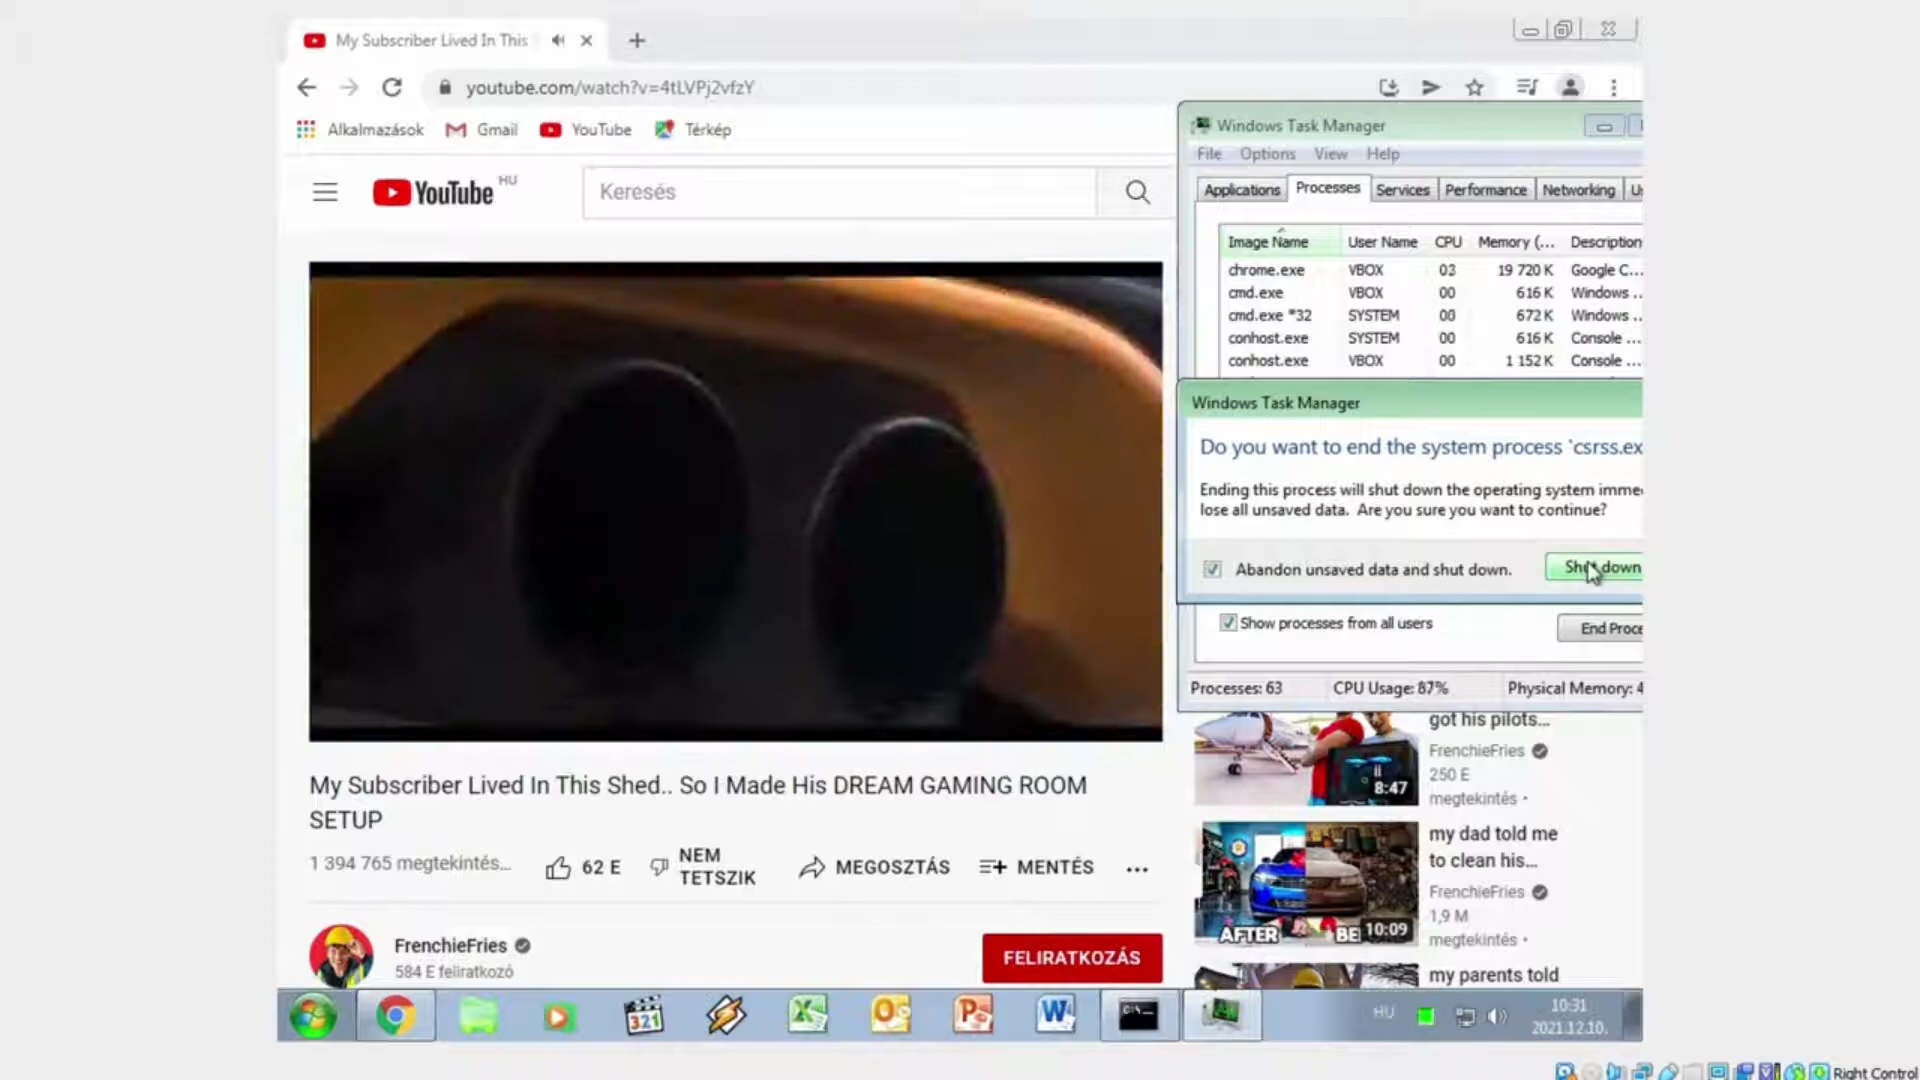 My Subscriber Lived In This
youtube.com/watch?v=4tLVPj2vfzY
Alkalmazások Gmail YouTube Térkép
YouTube HU
Keresés
Windows Task Manager
File Options View Help
Applications Processes Services Performance Networking Us
Image Name User Name CPU Memory (... Description
chrome.exe VBOX 03 19 720 K Google C...
cmd.exe VBOX 00 616 K Windows ..
cmd.exe *32 SYSTEM 00 672 K Windows ..
conhost.exe SYSTEM 00 616 K Console ...
conhost.exe VBOX 00 1 152 K Console ...
Windows Task Manager
Do you want to end the system process 'csrss.ex
Ending this process will shut down the operating system imme
lose all unsaved data. Are you sure you want to continue?
Abandon unsaved data and shut down.
Shut down
Show processes from all users
End Proce
Processes: 63 CPU Usage: 87% Physical Memory: 4
got his pilots...
FrenchieFries
250 E
megtekintés •
8:47
my dad told me
to clean his...
FrenchieFries
1,9 M
megtekintés •
AFTER BE 10:09
my parents told
My Subscriber Lived In This Shed.. So I Made His DREAM GAMING ROOM
SETUP
1 394 765 megtekintés...
62 E
NEM
TETSZIK
MEGOSZTÁS
MENTÉS
FrenchieFries
584 E feliratkozó
FELIRATKOZÁS
321
C:\
HU
10:31
2021.12.10.
Right Control